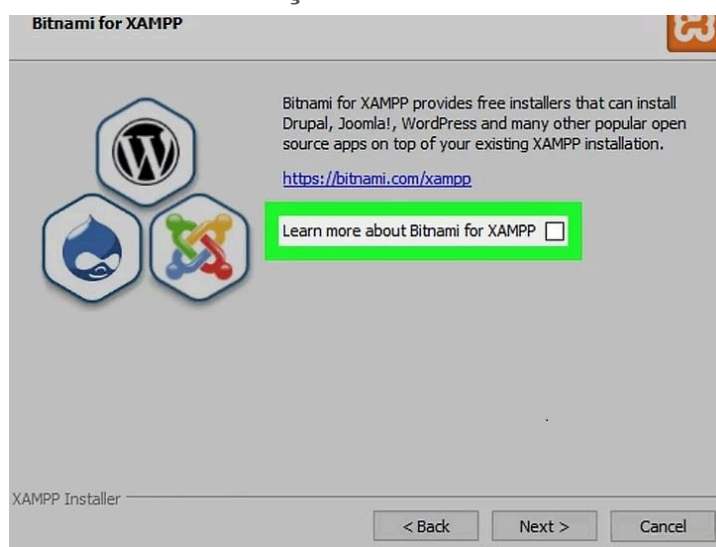 Bitnami for XAMPP
Bitnami for XAMPP provides free installers that can install
Drupal, Joomla!, WordPress and many other popular open
source apps on top of your existing XAMPP installation.
https://bitnami.com/xampp
Learn more about Bitnami for XAMPP
XAMPP Installer
< Back
Next >
Cancel